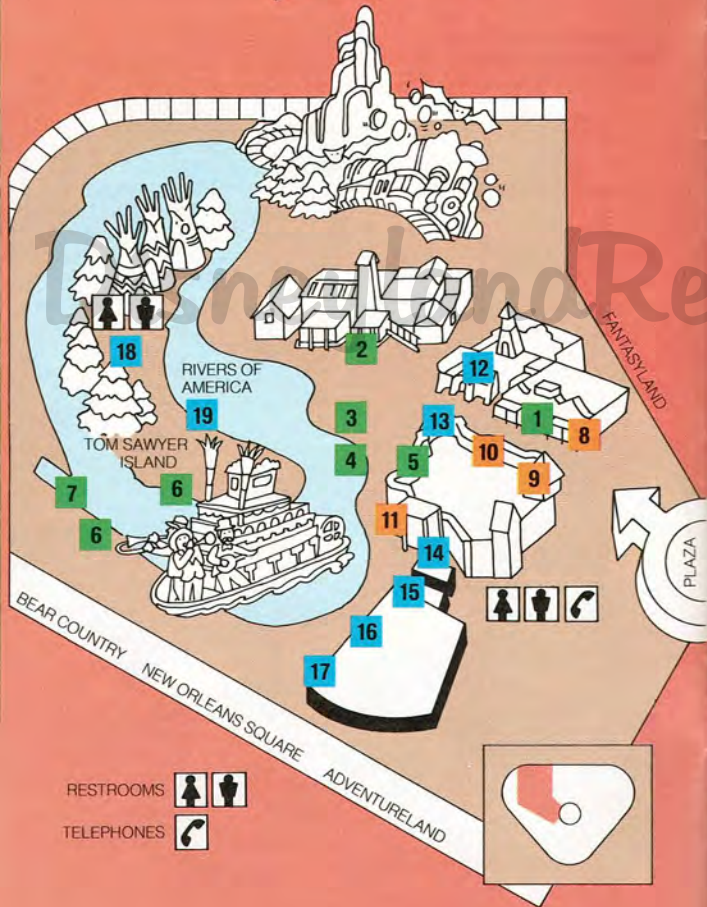 DisneylandRe
FANTASYLAND
18
2
12
RIVERS OF
AMERICA
19
3
13
1
8
10
TOM SAWYER
ISLAND
4
5
9
7
6
6
11
14
PLAZA
15
16
17
BEAR COUNTRY NEW ORLEANS SQUARE ADVENTURELAND
RESTROOMS
TELEPHONES